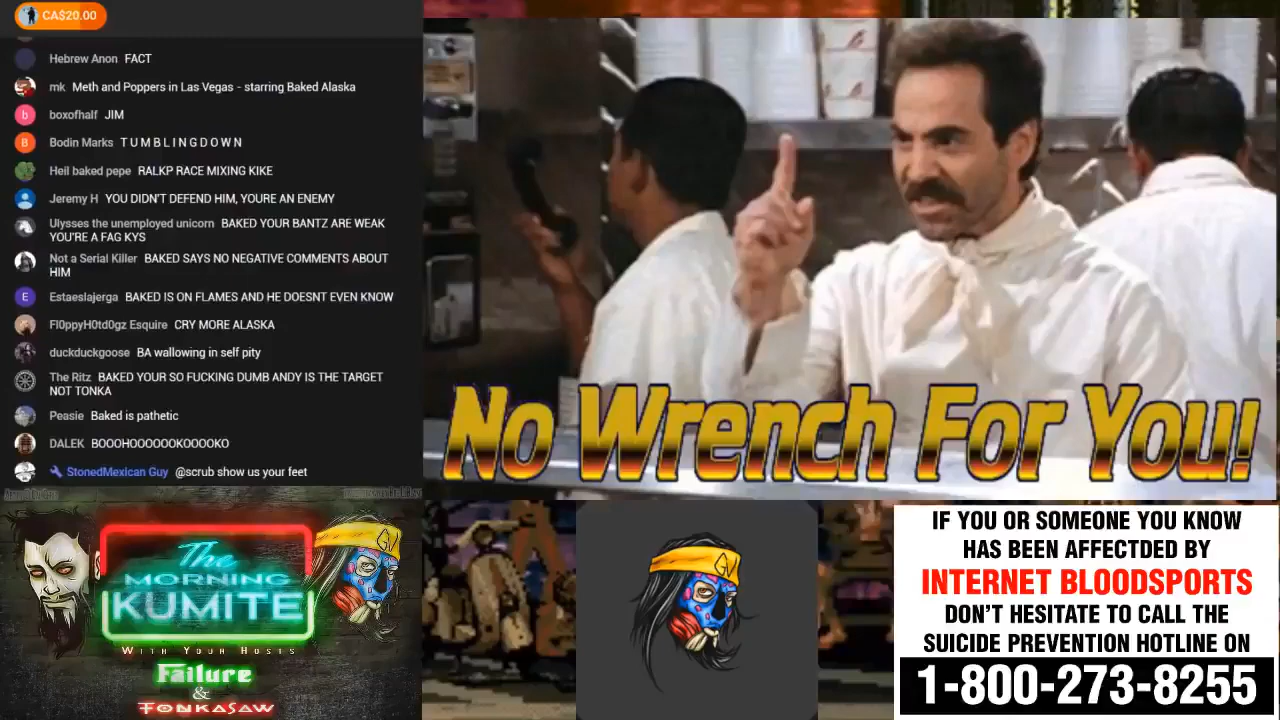 CA$20.00
Hebrew Anon FACT
mk Meth and Poppers in Las Vegas - starring Baked Alaska
boxofhalf JIM
Bodin Marks T U M B L I N G D O W N
Heil baked pepe RALKP RACE MIXING KIKE
Jeremy H YOU DIDN'T DEFEND HIM, YOURE AN ENEMY
Ulysses the unemployed unicorn BAKED YOUR BANTZ ARE WEAK
YOU'RE A FAG KYS
Not a Serial Killer BAKED SAYS NO NEGATIVE COMMENTS ABOUT
HIM
E
Estaeslajerga BAKED IS ON FLAMES AND HE DOESNT EVEN KNOW
Fl0ppyH0td0gz Esquire CRY MORE ALASKA
duckduckgoose BA wallowing in self pity
The Ritz BAKED YOUR SO FUCKING DUMB ANDY IS THE TARGET
NOT TONKA
Peasie Baked is pathetic
DALEK BOOOHOOOOOOKOOOOKO
StonedMexican Guy @scrub show us your feet
No Wrench For You!
The
MORNING
KUMITE
WITH YOUR HOSTS
Failure
&
TONKASAW
IF YOU OR SOMEONE YOU KNOW
HAS BEEN AFFECTDED BY
INTERNET BLOODSPORTS
DON'T HESITATE TO CALL THE
SUICIDE PREVENTION HOTLINE ON
1-800-273-8255